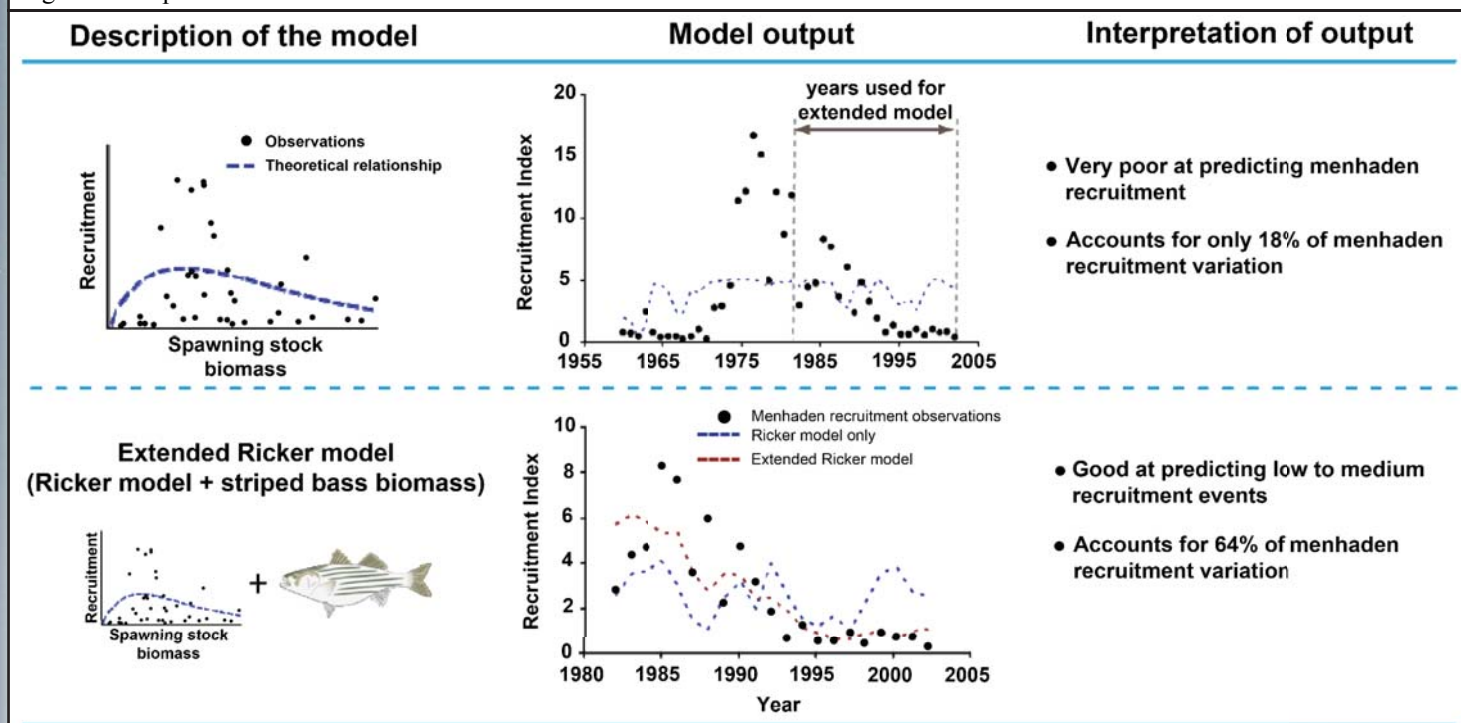 Description of the model
Model output
Interpretation of output
Observations
Theoretical relationship
Recruitment
Spawning stock
biomass
years used for
extended model
Recruitment Index
20
15
10
5
0
1955
1965
1975
1985
1995
2005
● Very poor at predicting menhaden
recruitment
● Accounts for only 18% of menhaden
recruitment variation
Extended Ricker model
(Ricker model + striped bass biomass)
Recruitment
Spawning stock
biomass
+
Menhaden recruitment observations
Ricker model only
Extended Ricker model
Recruitment Index
10
8
6
4
2
0
1980
1985
1990
1995
2000
2005
Year
● Good at predicting low to medium
recruitment events
● Accounts for 64% of menhaden
recruitment variation